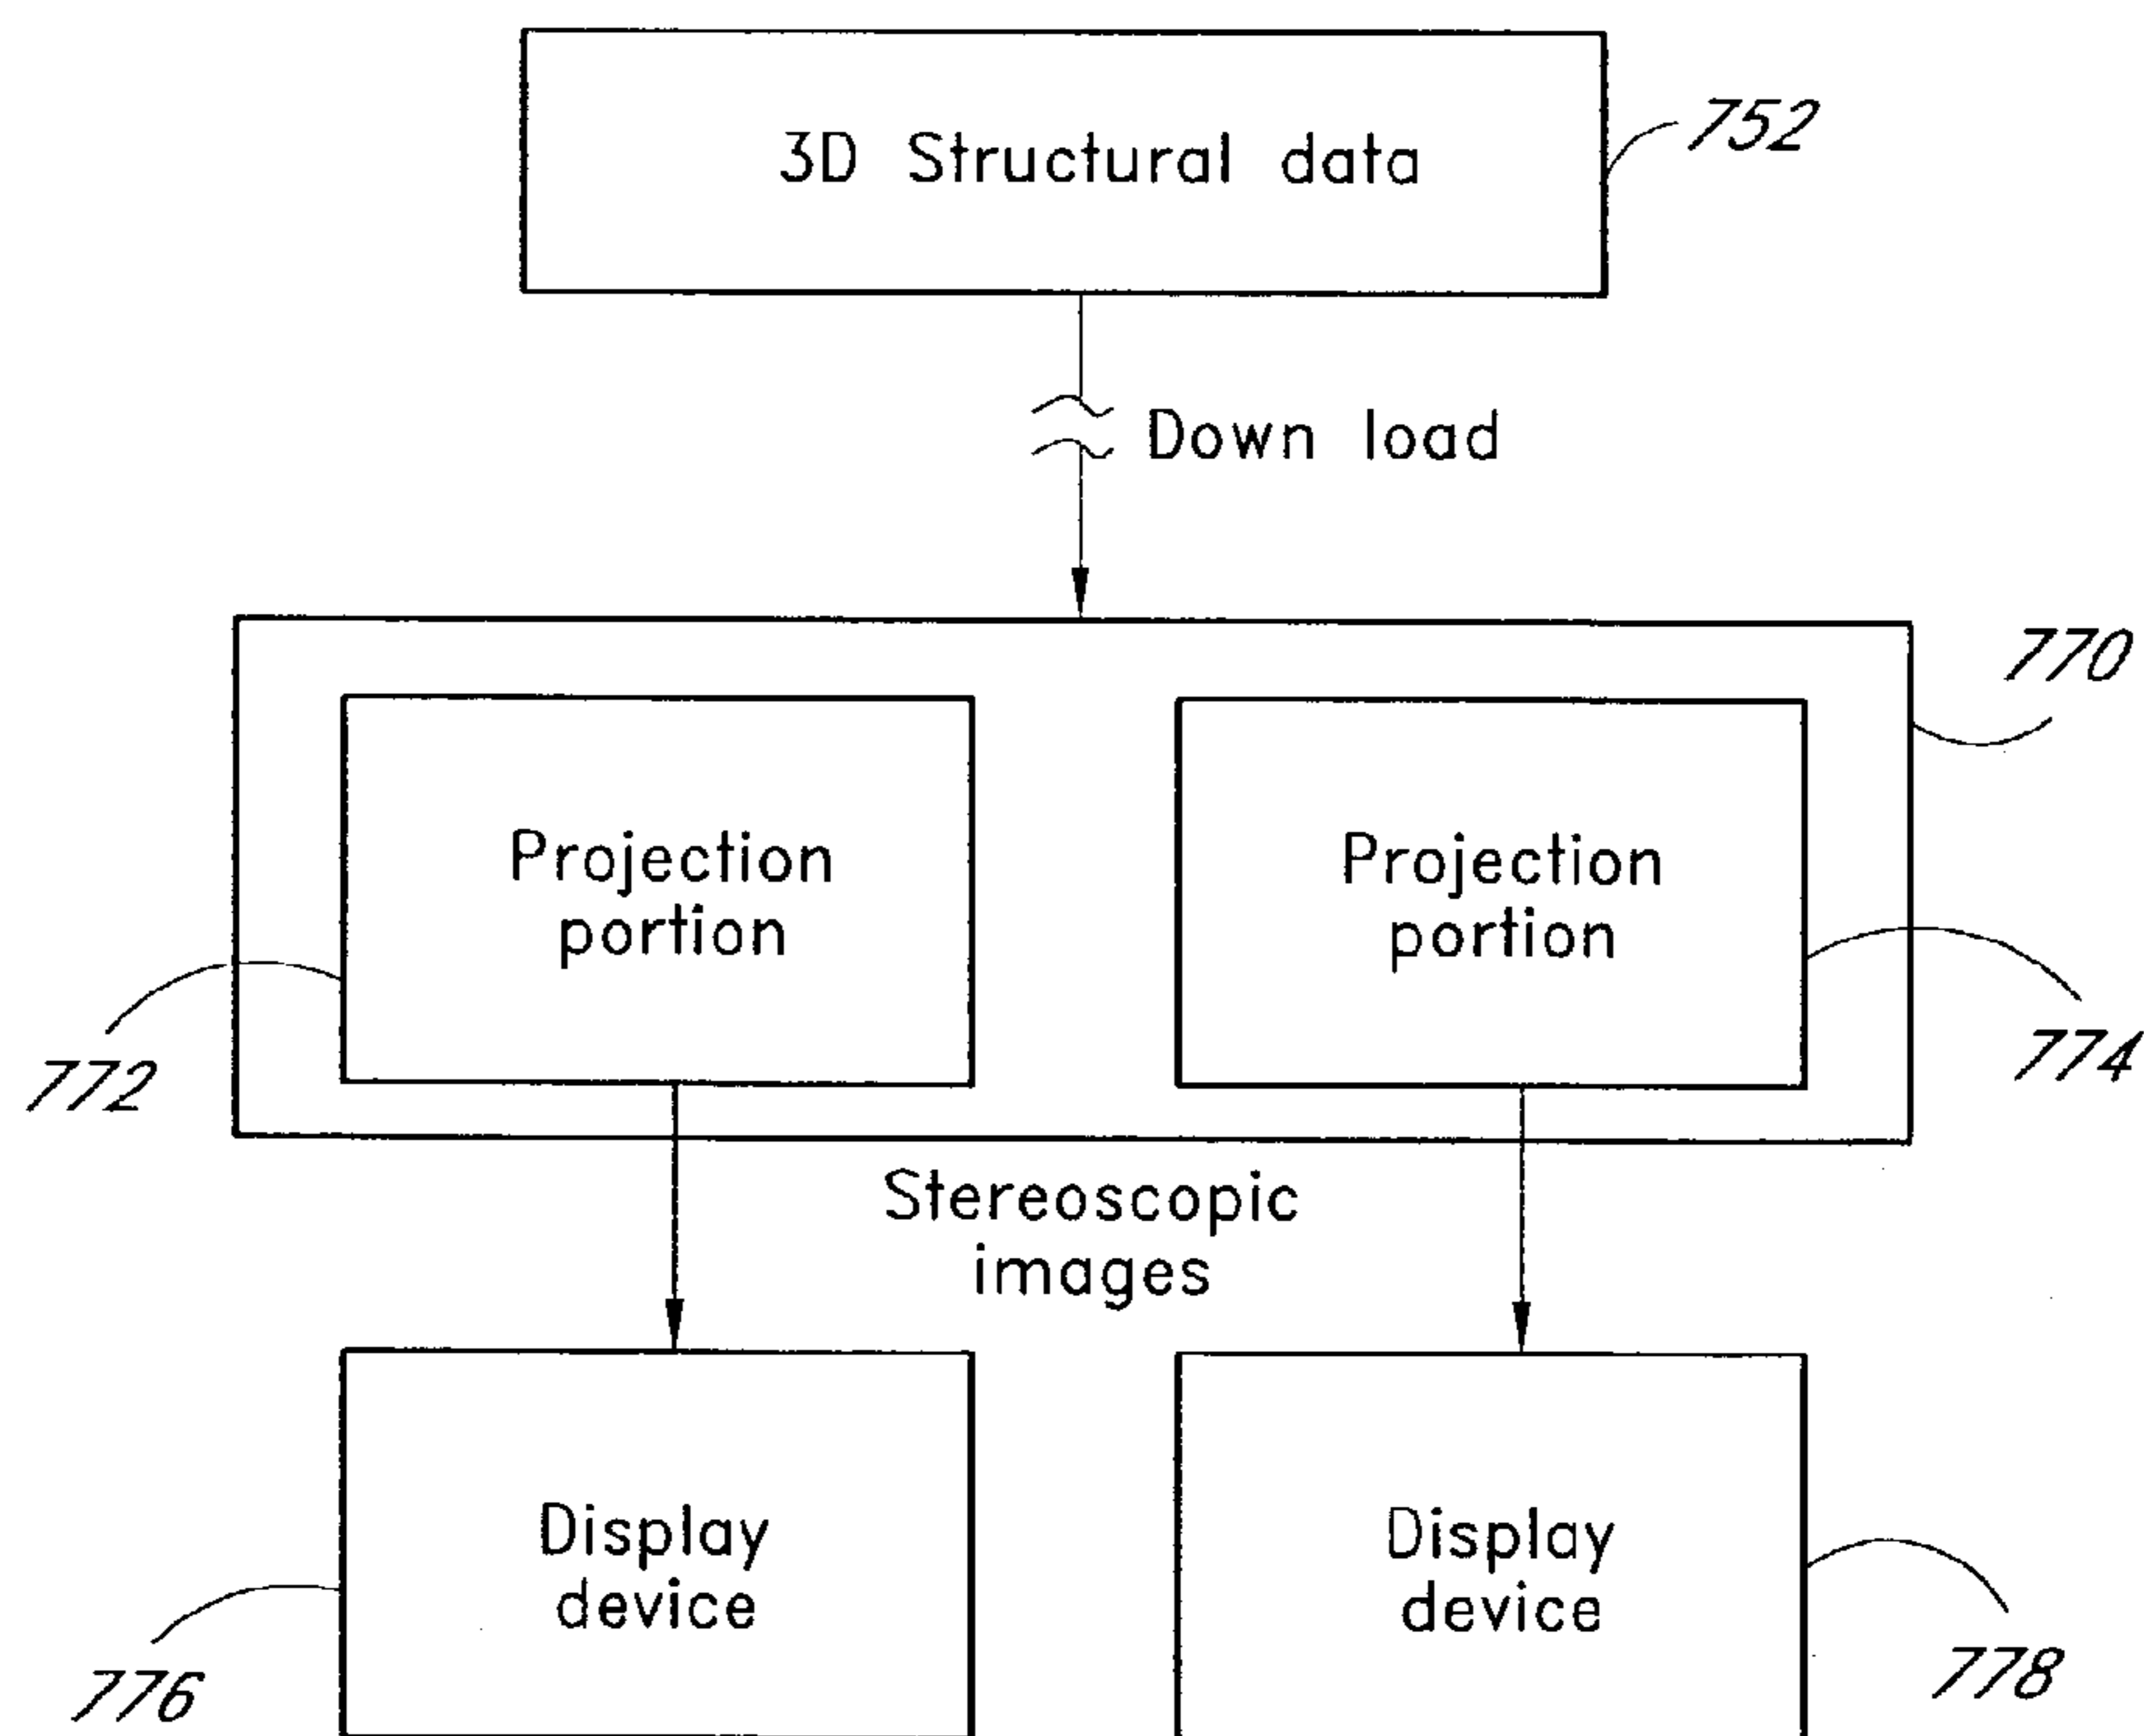 3D Structural data
752
Down load
770
Projection
portion
Projection
portion
772
774
Stereoscopic
images
Display
device
Display
device
776
778